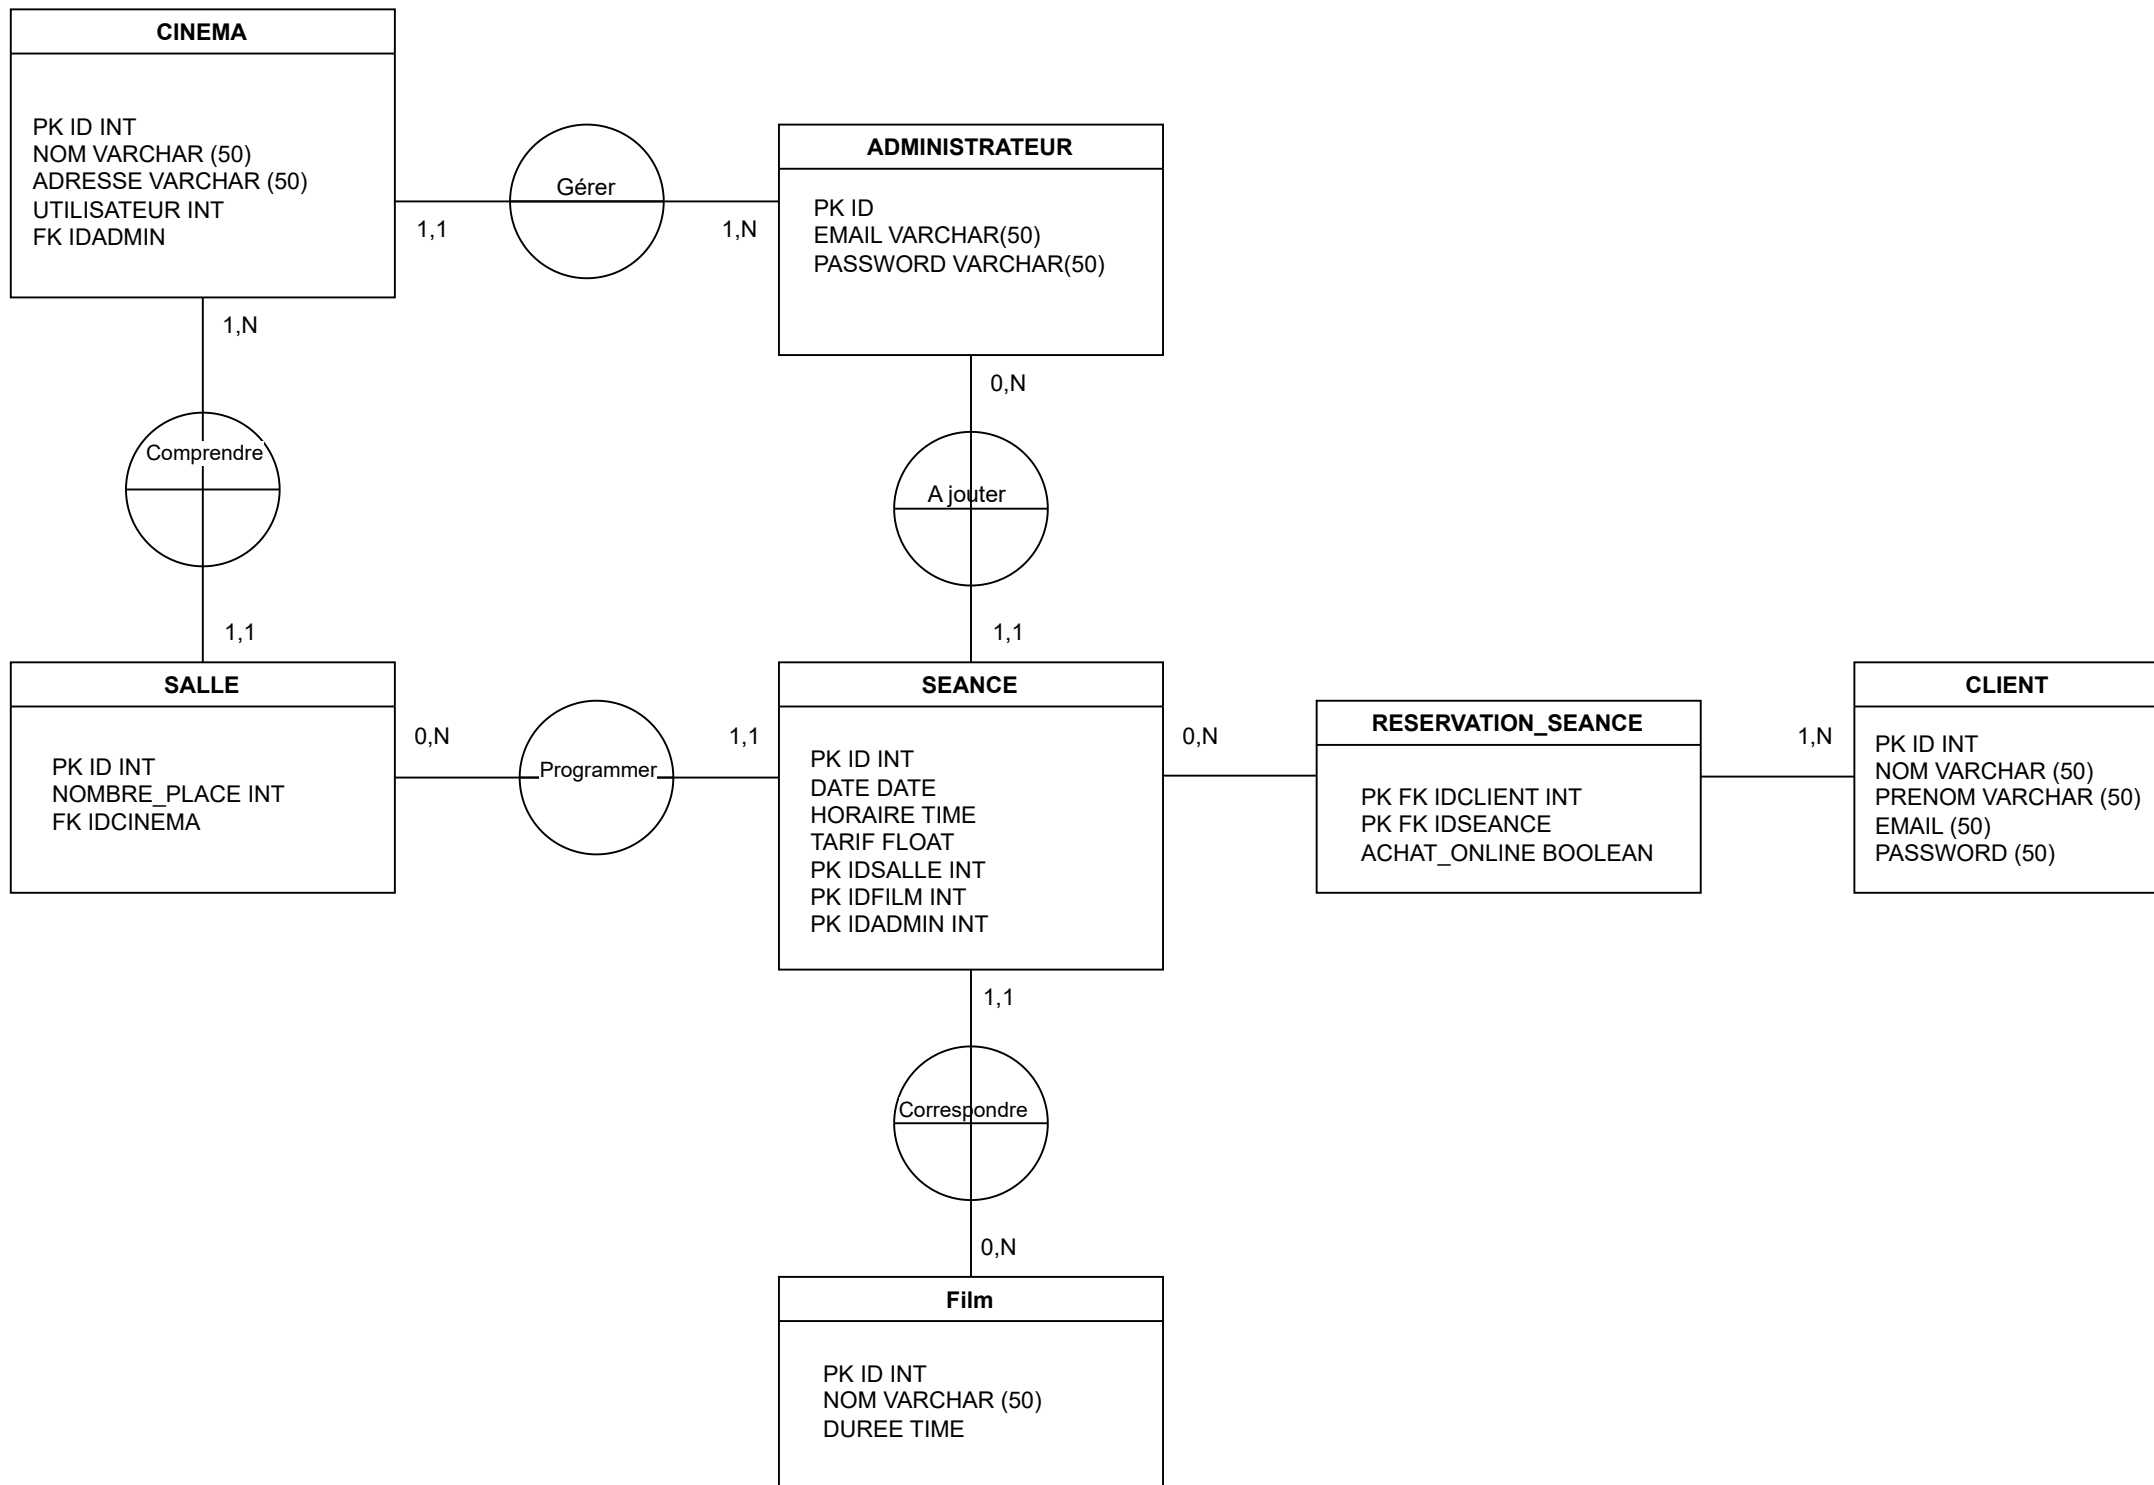 CINEMA
PK ID INT
NOM VARCHAR (50)
ADRESSE VARCHAR (50)
UTILISATEUR INT
FK IDADMIN
1,1
Gérer
1,N
ADMINISTRATEUR
PK ID
EMAIL VARCHAR(50)
PASSWORD VARCHAR(50)
1,N
Comprendre
1,1
0,N
A jouter
1,1
SALLE
PK ID INT
NOMBRE_PLACE INT
FK IDCINEMA
0,N
Programmer
1,1
SEANCE
PK ID INT
DATE DATE
HORAIRE TIME
TARIF FLOAT
PK IDSALLE INT
PK IDFILM INT
PK IDADMIN INT
0,N
RESERVATION_SEANCE
PK FK IDCLIENT INT
PK FK IDSEANCE
ACHAT_ONLINE BOOLEAN
1,N
CLIENT
PK ID INT
NOM VARCHAR (50)
PRENOM VARCHAR (50)
EMAIL (50)
PASSWORD (50)
1,1
Correspondre
0,N
Film
PK ID INT
NOM VARCHAR (50)
DUREE TIME